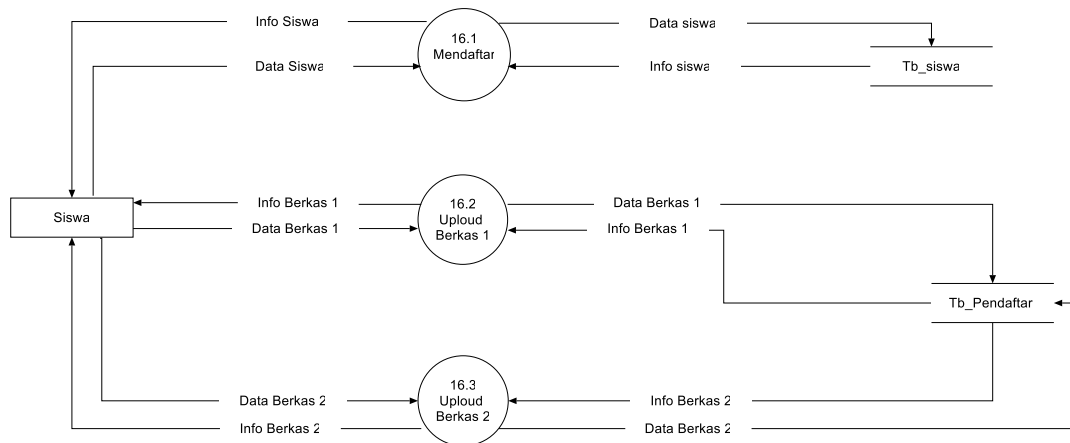 Info Siswa
16.1
Mendaftar
Data siswa
Data Siswa
Info siswa
Tb_siswa
Siswa
Info Berkas 1
Data Berkas 1
16.2
Uploud
Berkas 1
Data Berkas 1
Info Berkas 1
Tb_Pendaftar
Data Berkas 2
Info Berkas 2
16.3
Uploud
Berkas 2
Info Berkas 2
Data Berkas 2